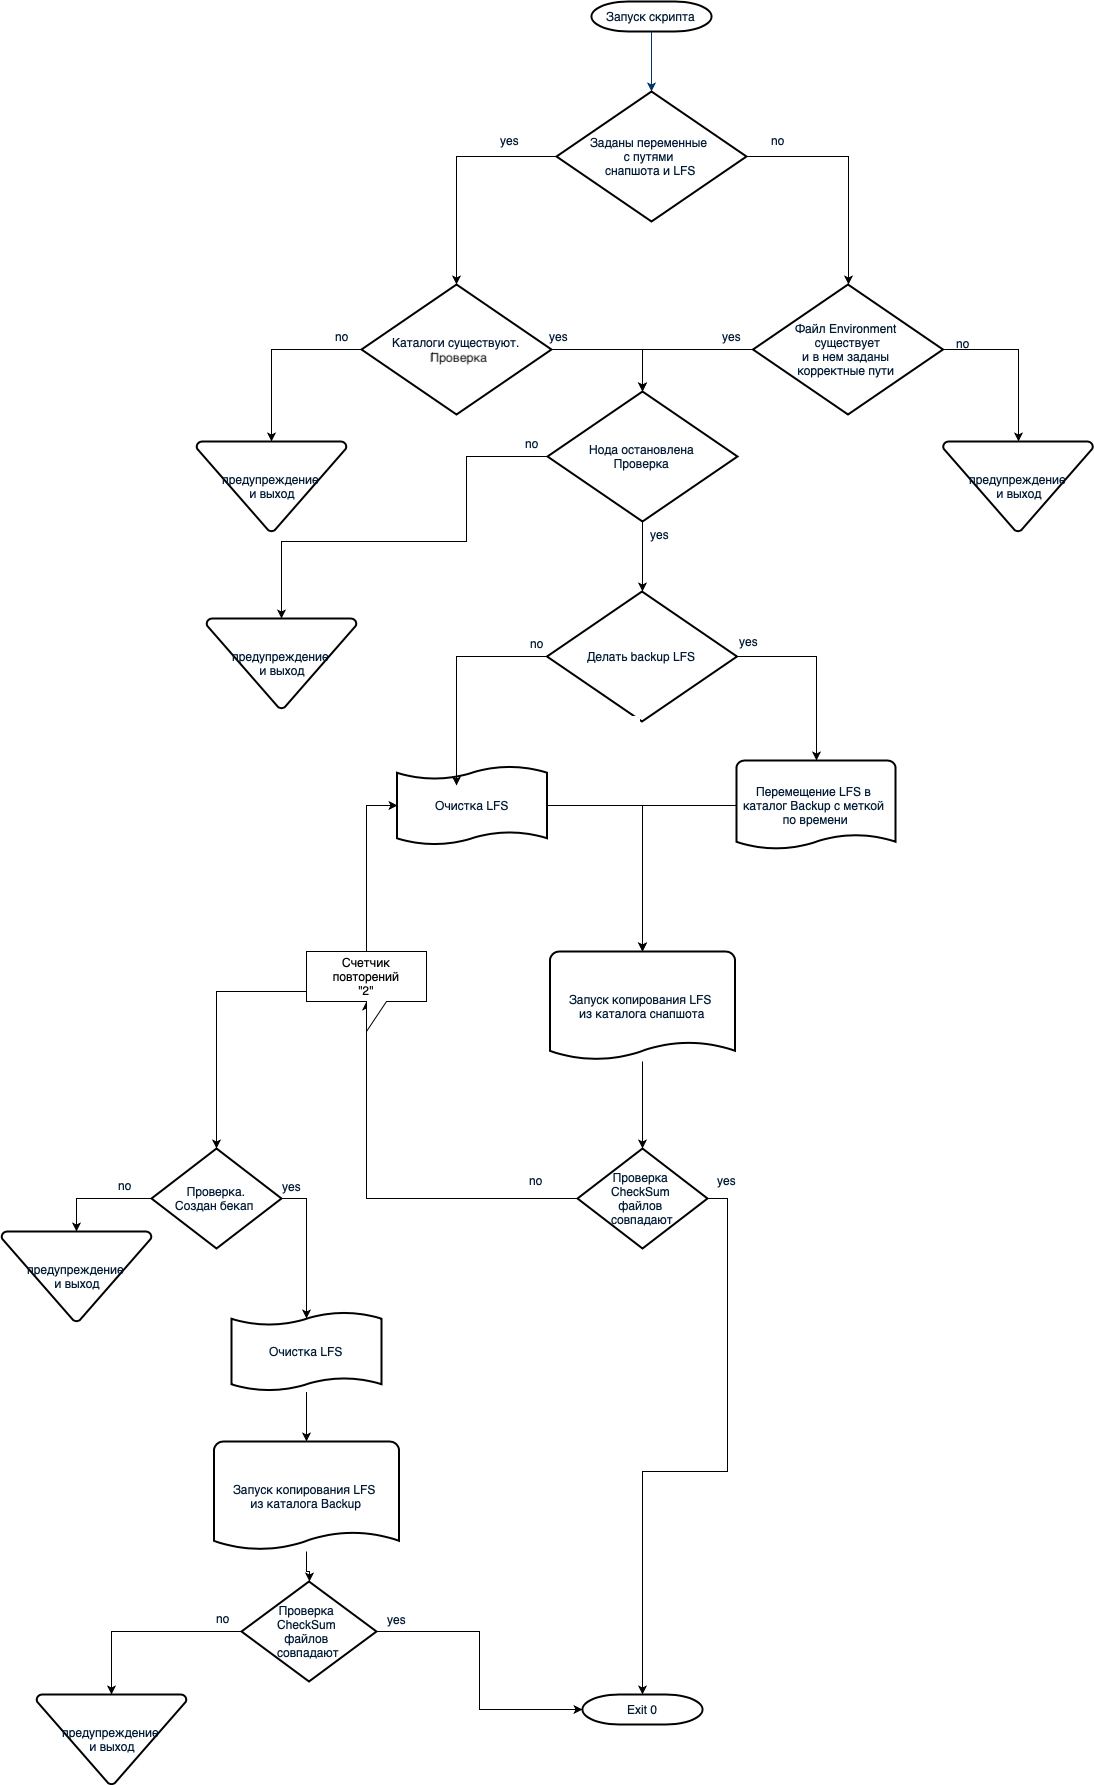 Запуск скрипта
Заданы переменные
с путями
снапшота и LFS
yes
no
Каталоги существуют.
Проверка
no
yes
Файл Environment
существует
и в нем заданы
корректные пути
yes
no
предупреждение
и выход
Нода остановлена
Проверка
no
yes
предупреждение
и выход
предупреждение
и выход
Делать backup LFS
no
yes
Очистка LFS
Перемещение LFS в
каталог Backup с меткой
по времени
Счетчик
повторений
"2"
Запуск копирования LFS
из каталога снапшота
Проверка
CheckSum
файлов
совпадают
no
yes
Проверка.
Создан бекап
no
yes
предупреждение
и выход
Очистка LFS
Запуск копирования LFS
из каталога Backup
Проверка
CheckSum
файлов
совпадают
no
yes
предупреждение
и выход
Exit 0